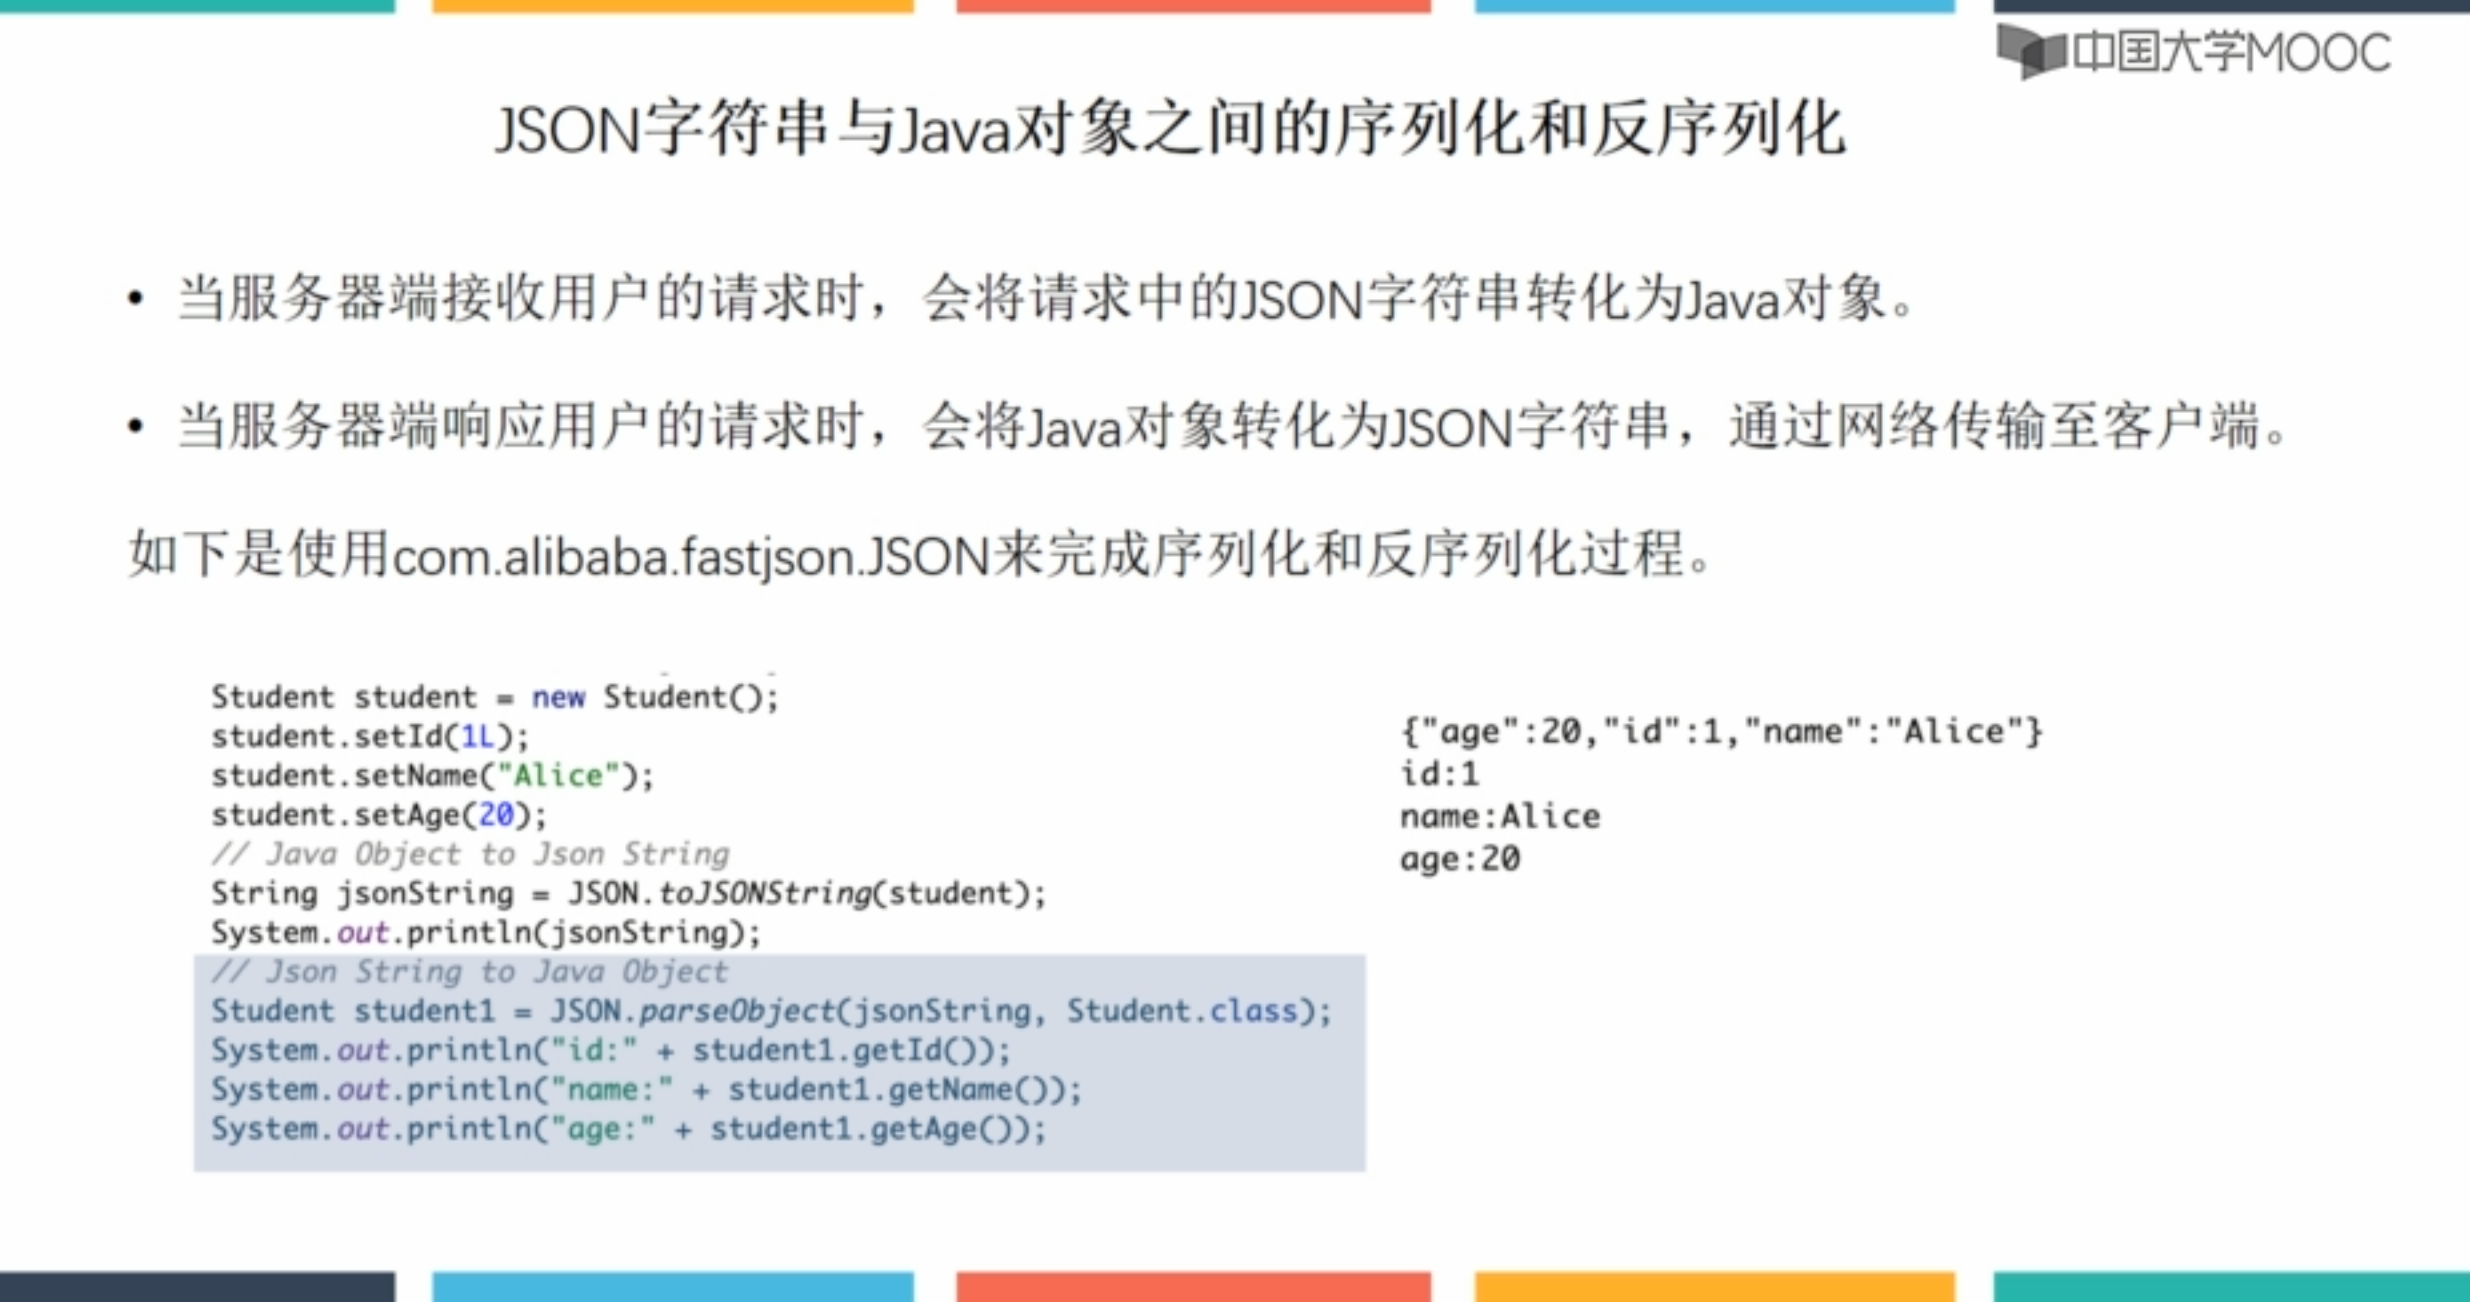 中国大学MOOC
JSON字符串与Java对象之间的序列化和反序列化
• 当服务器端接收用户的请求时，会将请求中的JSON字符串转化为Java对象。
• 当服务器端响应用户的请求时，会将Java对象转化为JSON字符串，通过网络传输至客户端。
如下是使用com.alibaba.fastjson.JSON来完成序列化和反序列化过程。
Student student = new Student();
student.setId(1L);
student.setName("Alice");
student.setAge(20);
// Java Object to Json String
String jsonString = JSON.toJSONString(student);
System.out.println(jsonString);
// Json String to Java Object
Student student1 = JSON.parseObject(jsonString, Student.class);
System.out.println("id:" + student1.getId());
System.out.println("name:" + student1.getName());
System.out.println("age:" + student1.getAge());
{"age":20,"id":1,"name":"Alice"}
id:1
name:Alice
age:20